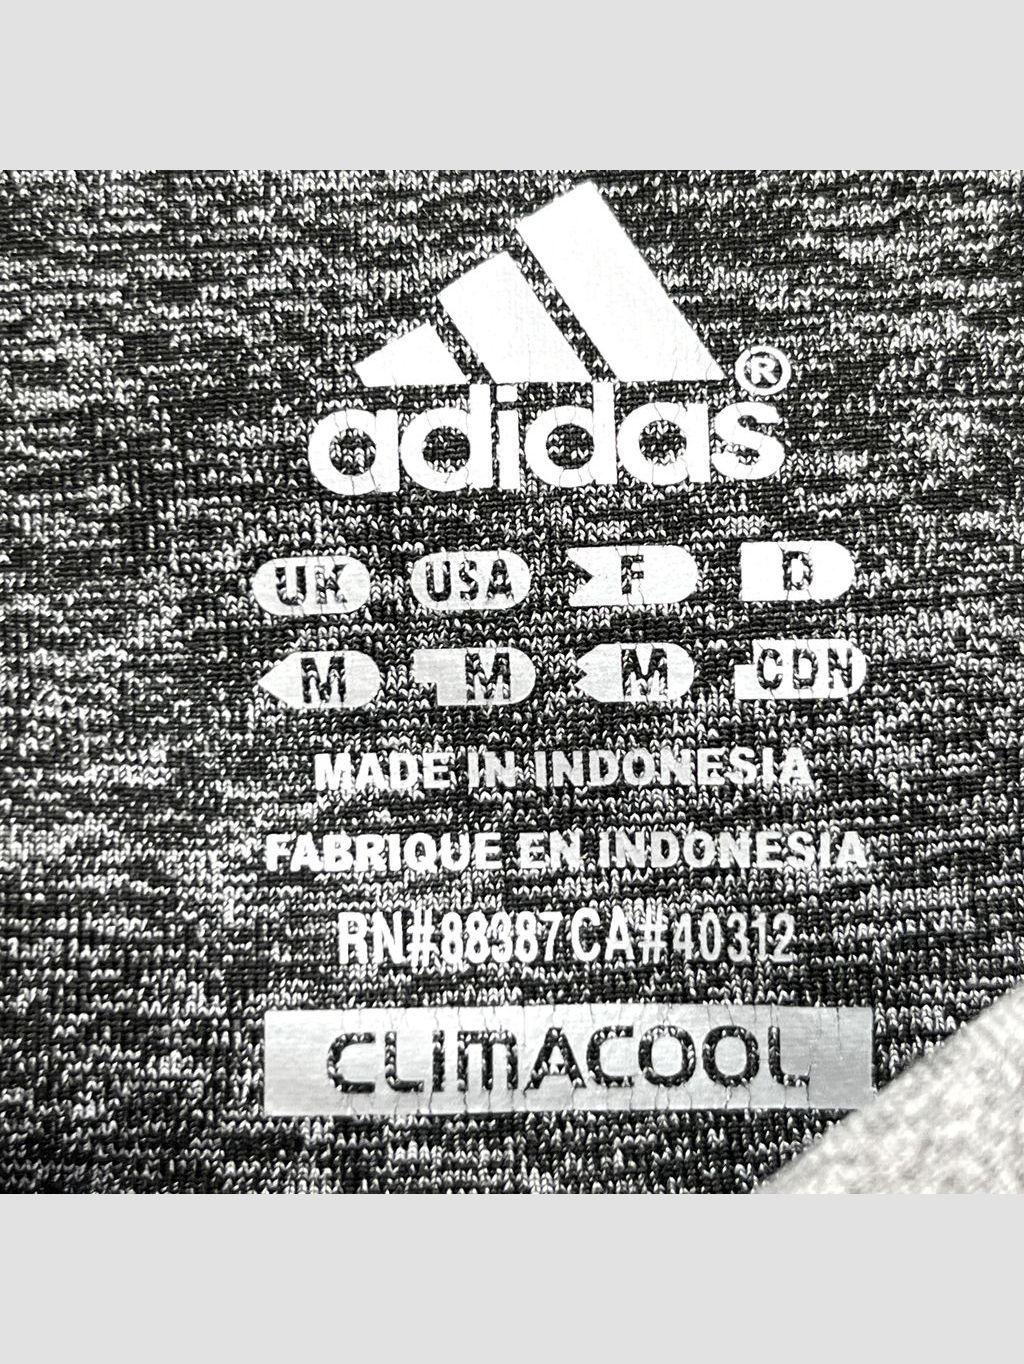 adidas®
UK USA F D
M M M CDN
MADE IN INDONESIA
FABRIQUE EN INDONESIA
RN#88387 CA#40312
CLIMACOOL